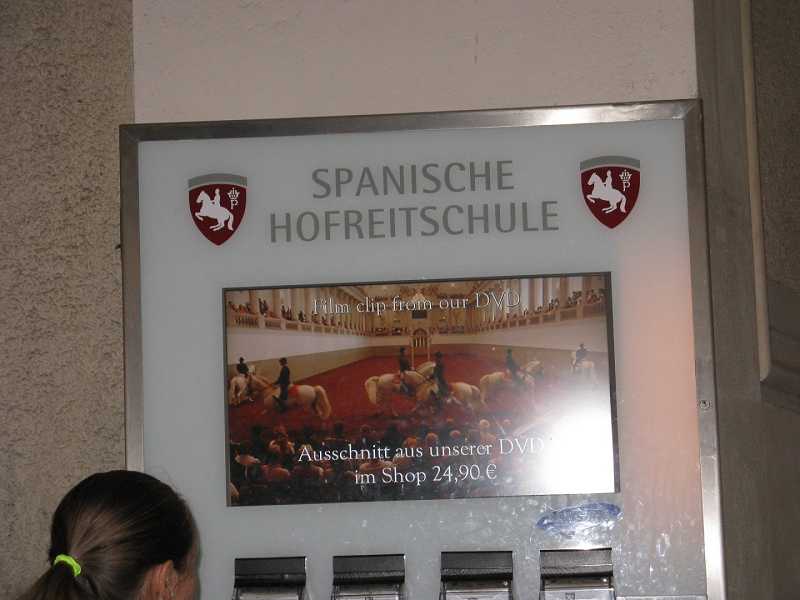 SPANISCHE
HOFREITSCHULE
P
P
Film clip from our DVD
Ausschnitt aus unserer DVD
im Shop 24,90 €